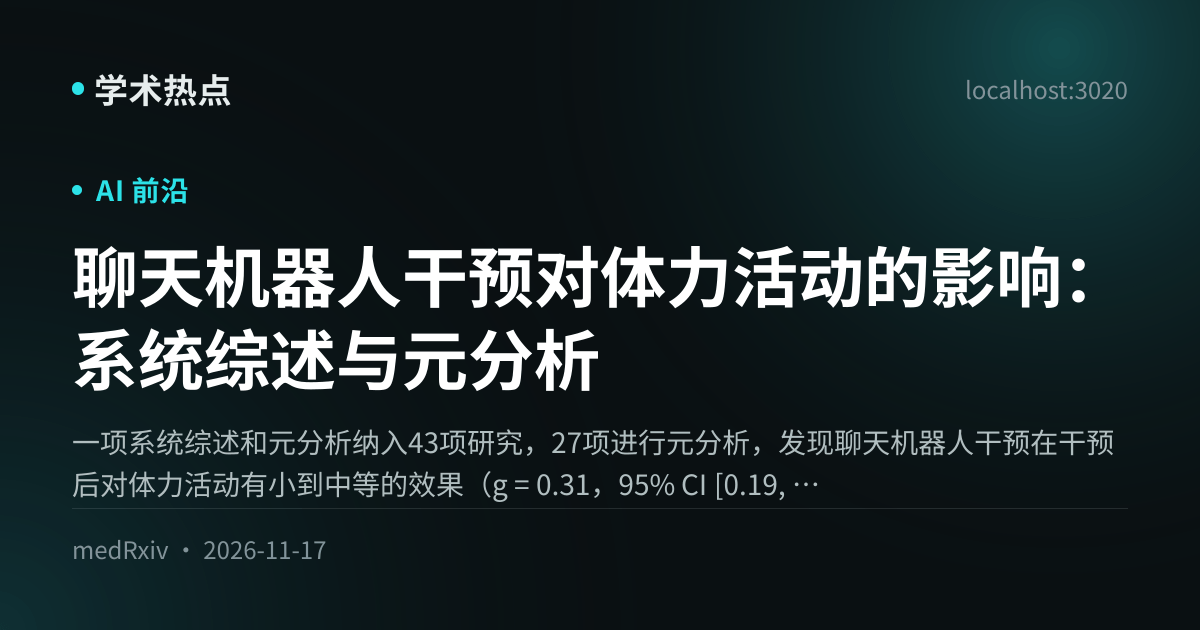 学术热点
localhost:3020
AI 前沿
聊天机器人干预对体力活动的影响：
系统综述与元分析
一项系统综述和元分析纳入43项研究，27项进行元分析，发现聊天机器人干预在干预
后对体力活动有小到中等的效果（g = 0.31，95% CI [0.19, …
medRxiv · 2026-11-17